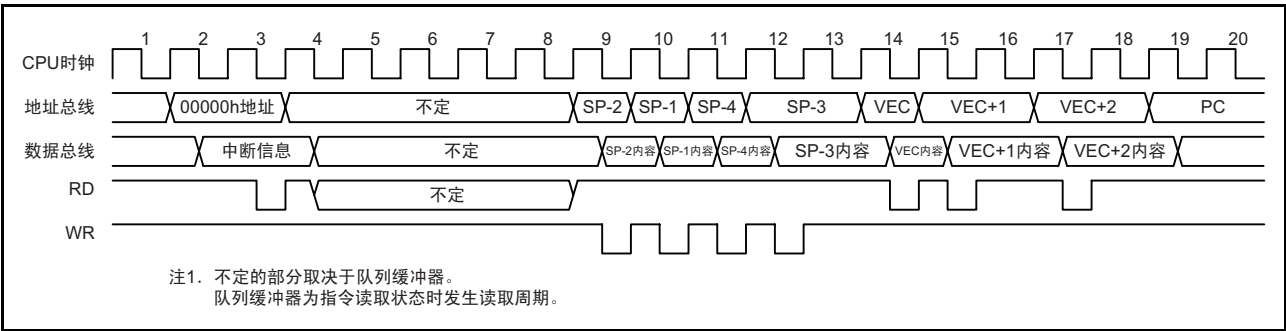 1 2 3 4 5 6 7 8 9 10 11 12 13 14 15 16 17 18 19 20
CPU时钟
地址总线 00000h地址 不定 SP-2 SP-1 SP-4 SP-3 VEC VEC+1 VEC+2 PC
数据总线 中断信息 不定 SP-2内容 SP-1内容 SP-4内容 SP-3内容 VEC内容 VEC+1内容 VEC+2内容
RD 不定
WR
注1. 不定的部分取决于队列缓冲器。
队列缓冲器为指令读取状态时发生读取周期。